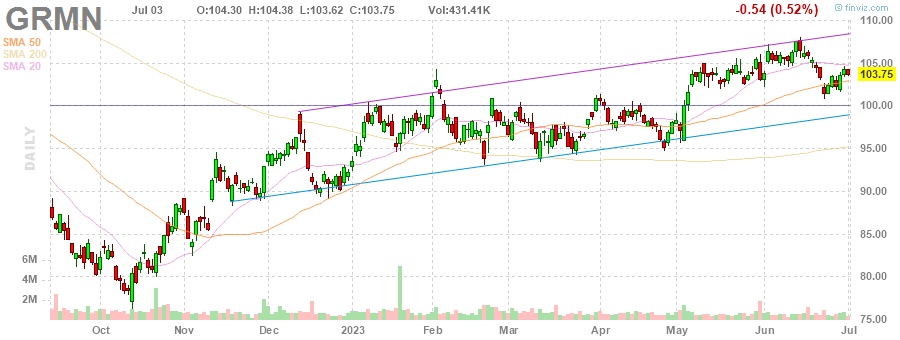 GRMN Jul 03 O:104.30 H:104.38 L:103.62 C:103.75 Vol:431.41K -0.54 (0.52%) © finviz.com
SMA 50
SMA 200
SMA 20
110.00
105.00
103.75
100.00
95.00
90.00
85.00
80.00
75.00
DAILY
6M
4M
2M
Oct Nov Dec 2023 Feb Mar Apr May Jun Jul